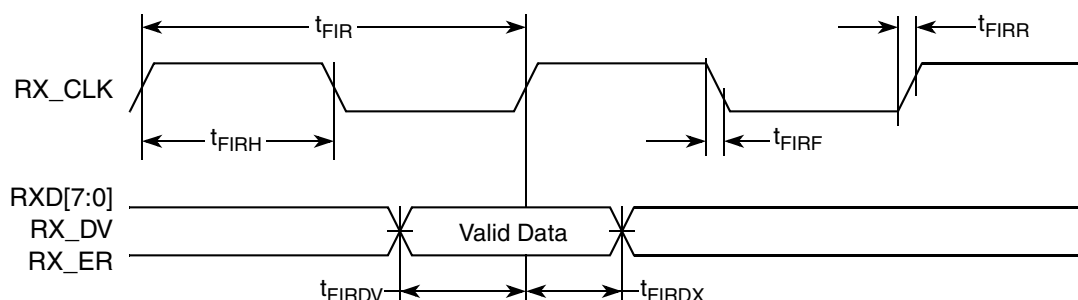 tFIR
tFIRR
RX_CLK
tFIRH
tFIRF
RXD[7:0]
RX_DV
Valid Data
RX_ER
tFIRDV
tFIRDX